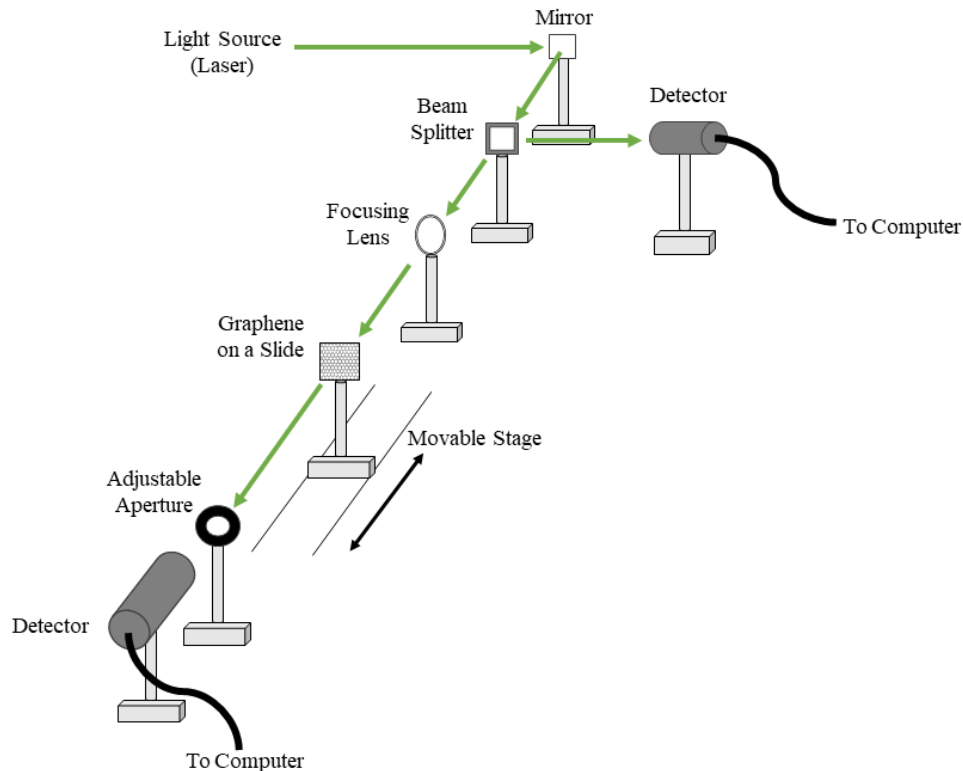 Mirror
Light Source
(Laser)
Detector
Beam
Splitter
Focusing
Lens
To Computer
Graphene
on a Slide
Movable Stage
Adjustable
Aperture
Detector
To Computer